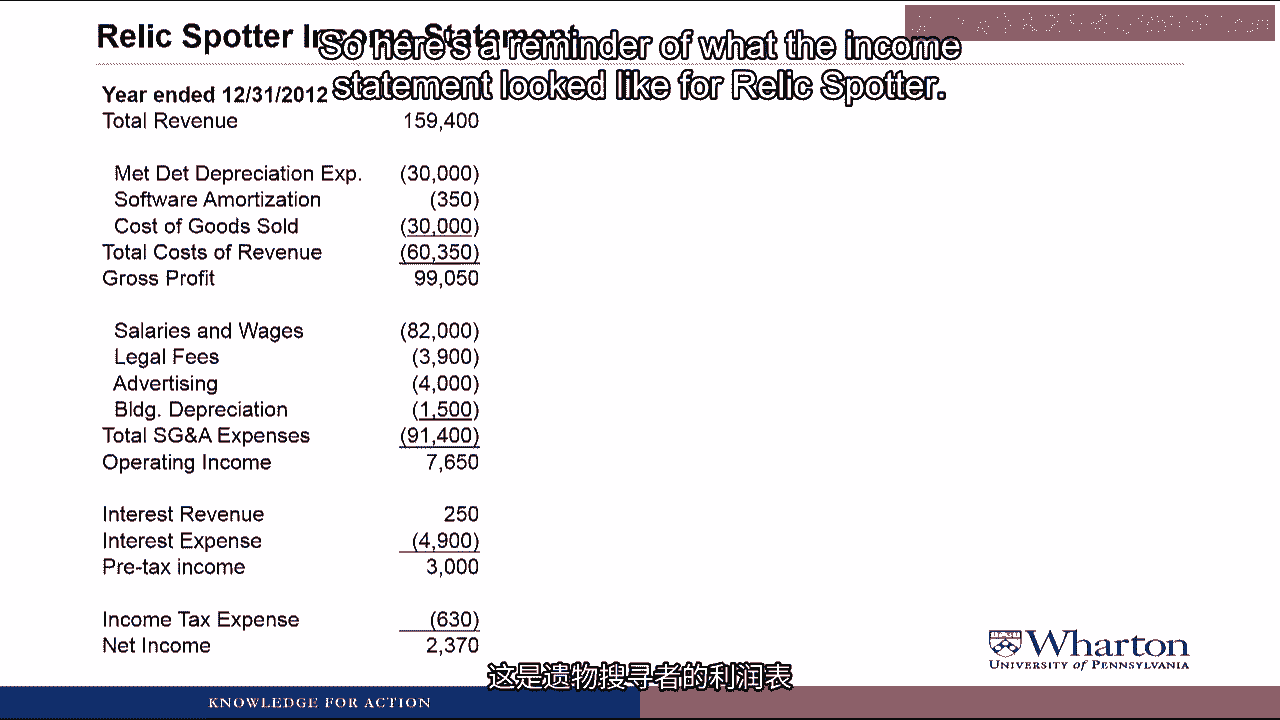 Relic Spotter Income Statement
So here's a reminder of what the income
statement looked like for Relic Spotter.
Year ended 12/31/2012
Total Revenue 159,400
Met Det Depreciation Exp. (30,000)
Software Amortization (350)
Cost of Goods Sold (30,000)
Total Costs of Revenue (60,350)
Gross Profit 99,050
Salaries and Wages (82,000)
Legal Fees (3,900)
Advertising (4,000)
Bldg. Depreciation (1,500)
Total SG&A Expenses (91,400)
Operating Income 7,650
Interest Revenue 250
Interest Expense (4,900)
Pre-tax income 3,000
Income Tax Expense (630)
Net Income 2,370
Wharton
UNIVERSITY OF PENNSYLVANIA
这是遗物搜寻者的利润表
KNOWLEDGE FOR ACTION